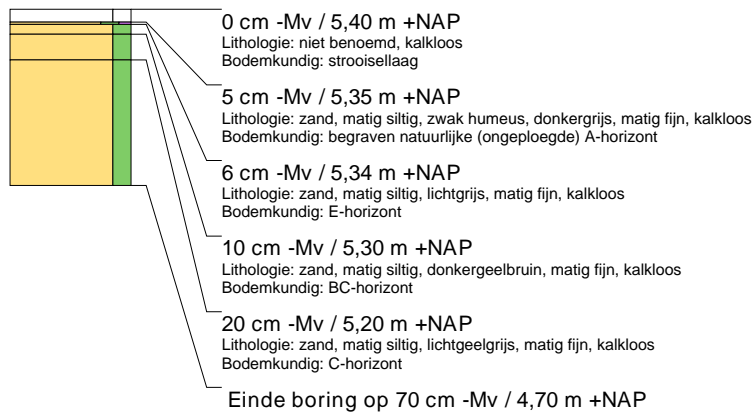 0 cm -Mv / 5,40 m +NAP
Lithologie: niet benoemd, kalkloos
Bodemkundig: strooisellaag
5 cm -Mv / 5,35 m +NAP
Lithologie: zand, matig siltig, zwak humeus, donkergrijs, matig fijn, kalkloos
Bodemkundig: begraven natuurlijke (ongeploegde) A-horizont
6 cm -Mv / 5,34 m +NAP
Lithologie: zand, matig siltig, lichtgrijs, matig fijn, kalkloos
Bodemkundig: E-horizont
10 cm -Mv / 5,30 m +NAP
Lithologie: zand, matig siltig, donkergeelbruin, matig fijn, kalkloos
Bodemkundig: BC-horizont
20 cm -Mv / 5,20 m +NAP
Lithologie: zand, matig siltig, lichtgeelgrijs, matig fijn, kalkloos
Bodemkundig: C-horizont
Einde boring op 70 cm -Mv / 4,70 m +NAP